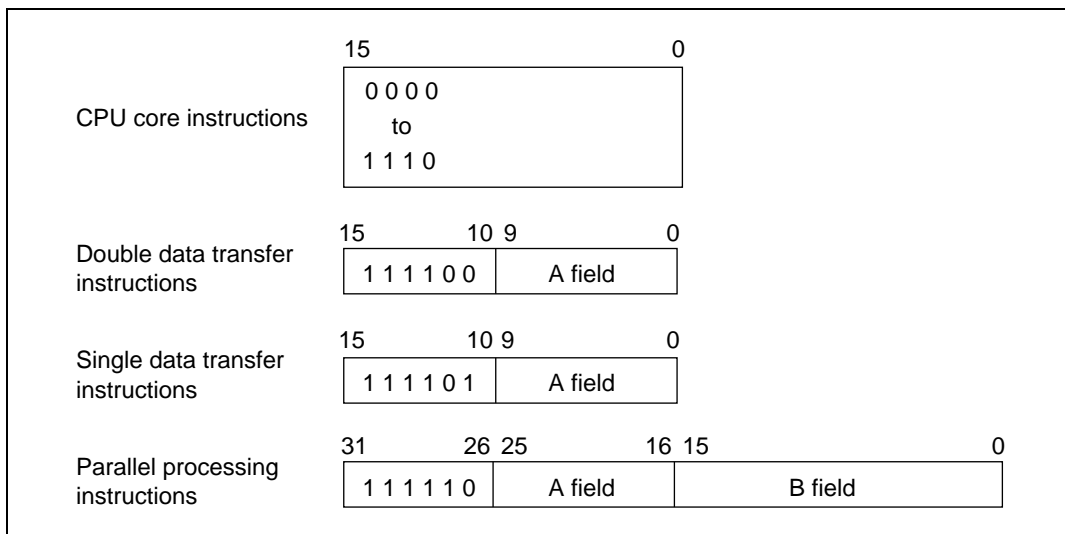 15 0
0 0 0 0
CPU core instructions to
1 1 1 0
15 10 9 0
Double data transfer
instructions
1 1 1 1 0 0 A field
15 10 9 0
Single data transfer
instructions
1 1 1 1 0 1 A field
31 26 25 16 15 0
Parallel processing
instructions
1 1 1 1 1 0 A field B field